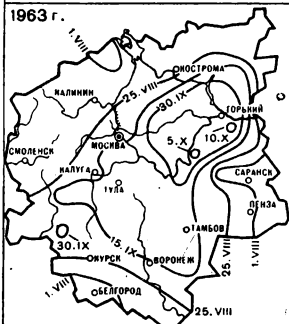 1963 г.
1. VIII
КОСТРОМА
КАЛИНИН
25. VIII
30. IX
ГОРЬКИЙ
МОСКВА
5. X
10. X
СМОЛЕНСК
КАЛУГА
САРАНСК
ТУЛА
ПЕНЗА
30. IX
15. IX
ТАМБОВ
КУРСК
ВОРОНЕЖ
25. VIII
1. VIII
1. VIII
БЕЛГОРОД
25. VIII